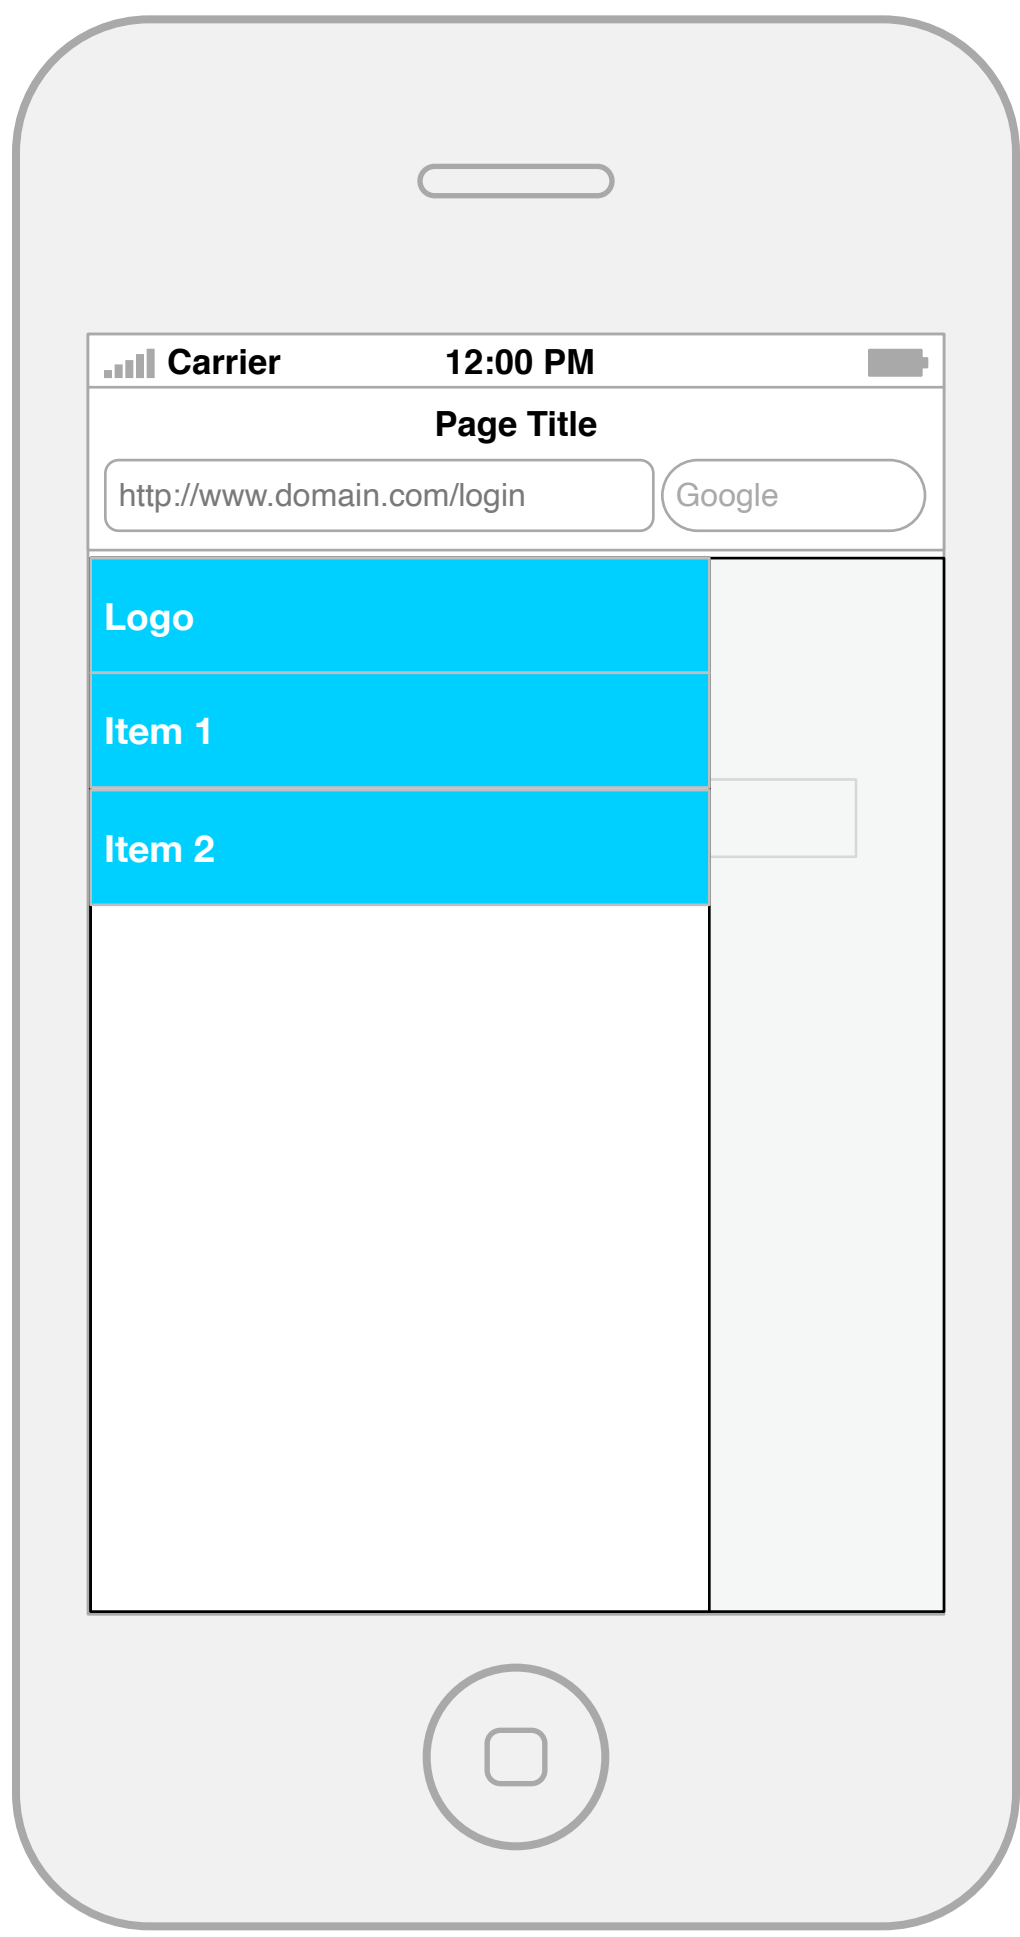 Carrier 12:00 PM
Page Title
http://www.domain.com/login Google
Logo
Item 1
Item 2